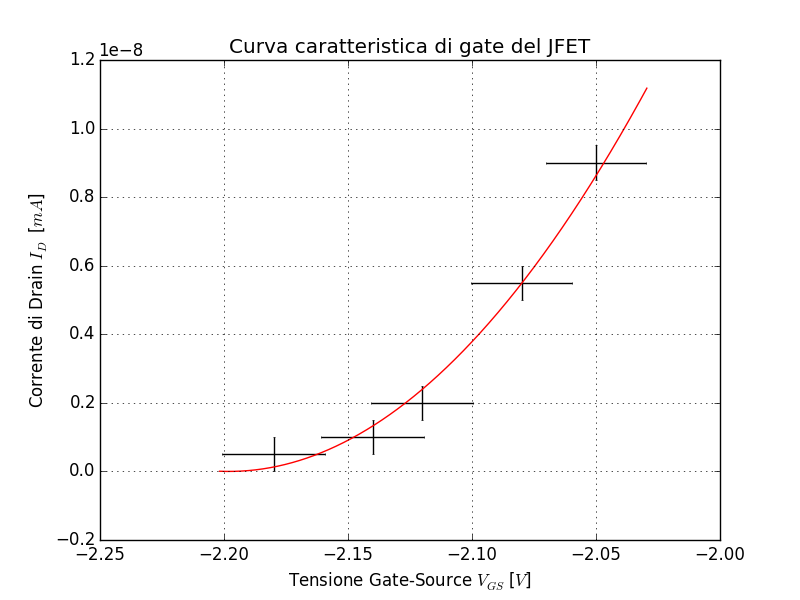 Curva caratteristica di gate del JFET
1e−8
1.2
1.0
0.8
0.6
0.4
0.2
0.0
−0.2
Corrente di Drain I_D [mA]
−2.25 −2.20 −2.15 −2.10 −2.05 −2.00
Tensione Gate-Source V_GS [V]